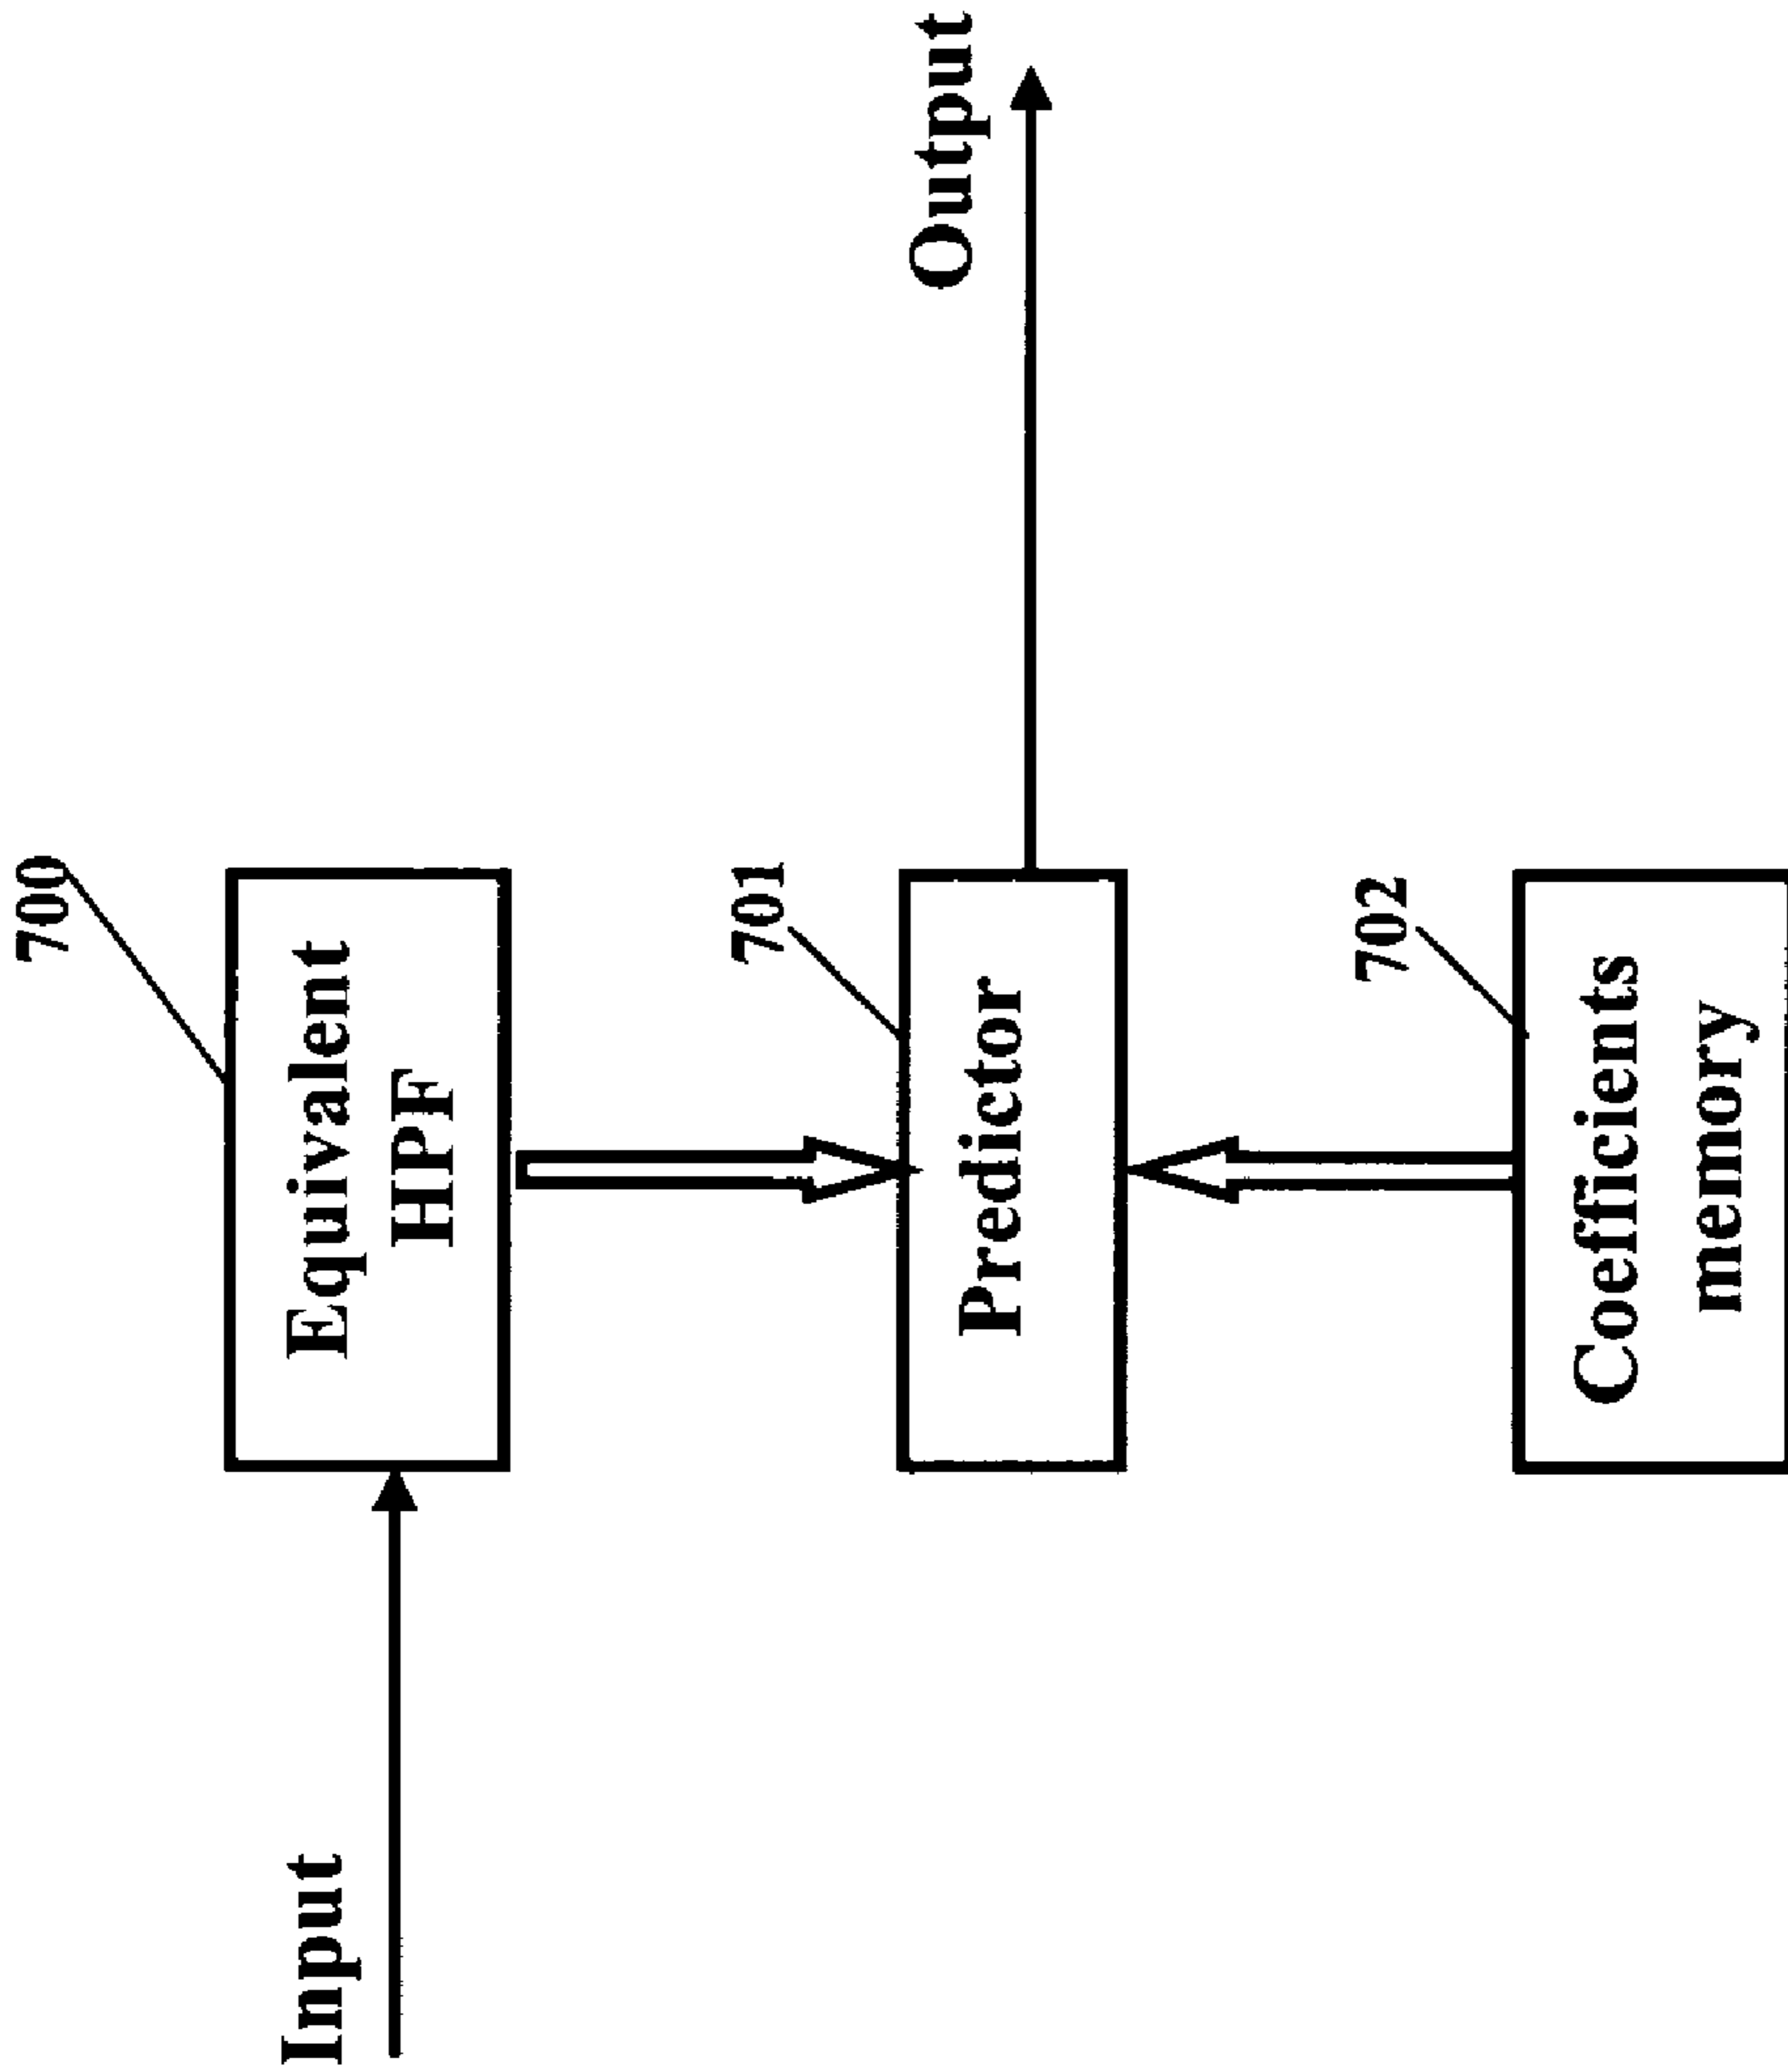 700
Input
Equivalent
HPF
701
Predictor
Output
702
Coefficients
memory